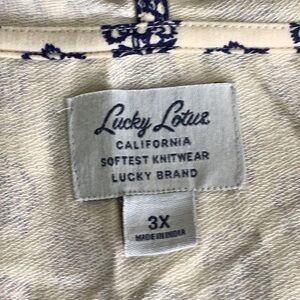 Lucky Lotus
CALIFORNIA
SOFTEST KNITWEAR
LUCKY BRAND
3X
MADE IN INDIA